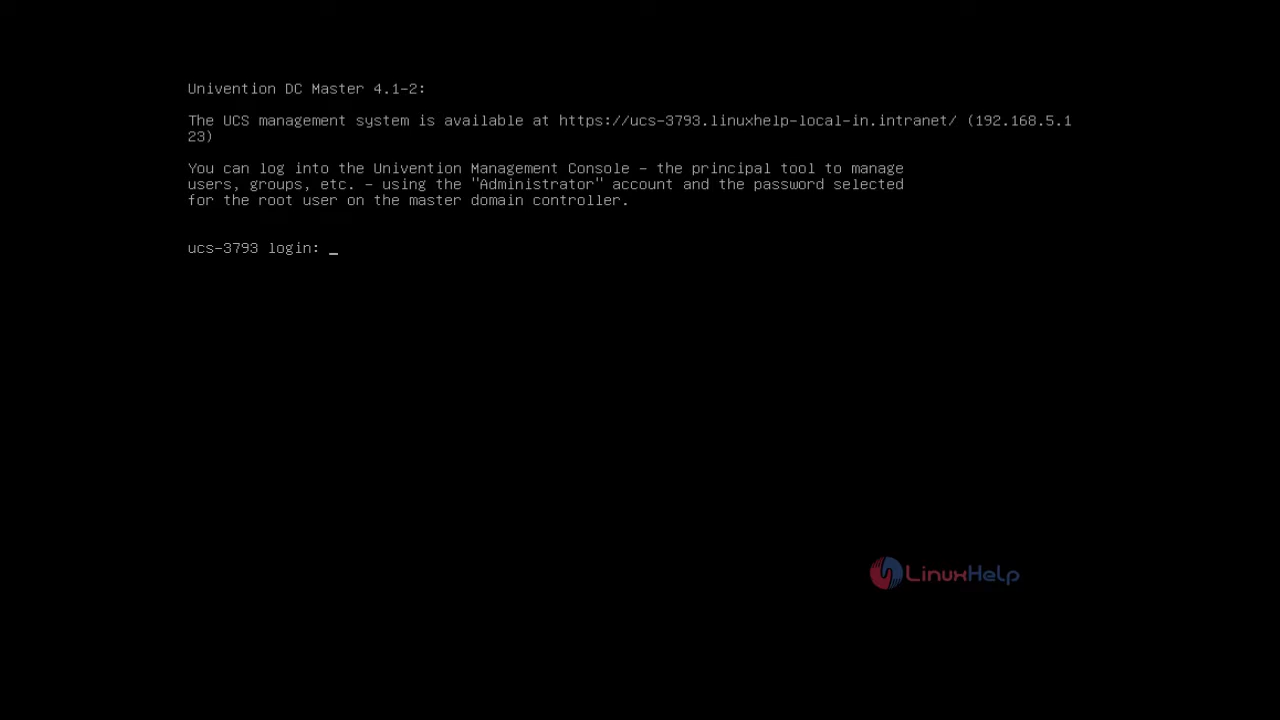 Univention DC Master 4.1-2:
The UCS management system is available at https://ucs-3793.linuxhelp-local-in.intranet/ (192.168.5.1
23)
You can log into the Univention Management Console - the principal tool to manage
users, groups, etc. - using the "Administrator" account and the password selected
for the root user on the master domain controller.
ucs-3793 login: _
LinuxHelp